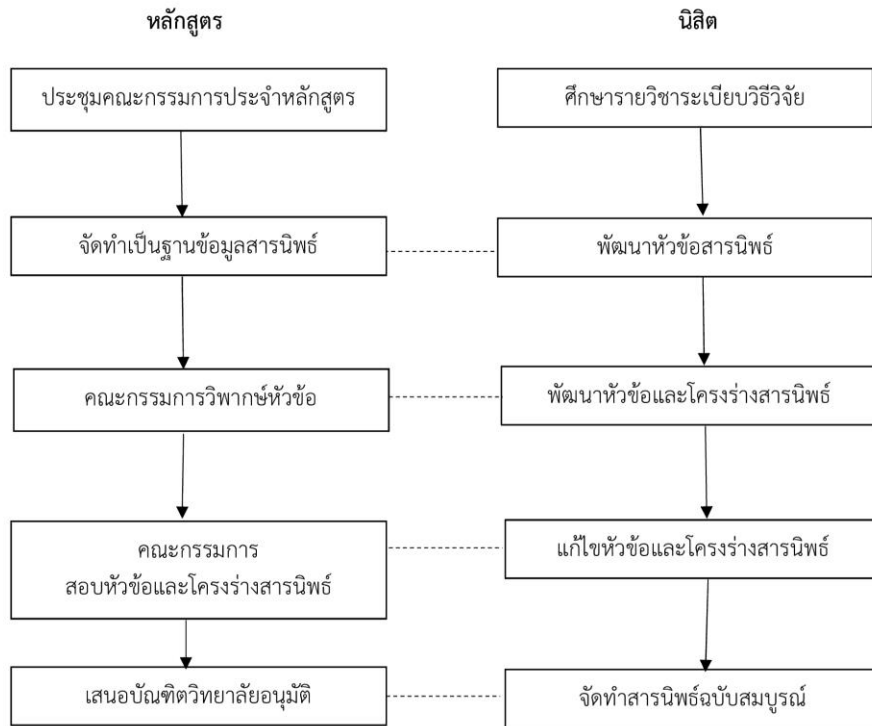 หลักสูตร
นิสิต
ประชุมคณะกรรมการประจำหลักสูตร
ศึกษารายวิชาระเบียบวิธีวิจัย
จัดทำเป็นฐานข้อมูลสารนิพธ์
พัฒนาหัวข้อสารนิพธ์
คณะกรรมการวิพากษ์หัวข้อ
พัฒนาหัวข้อและโครงร่างสารนิพธ์
คณะกรรมการ
สอบหัวข้อและโครงร่างสารนิพธ์
แก้ไขหัวข้อและโครงร่างสารนิพธ์
เสนอบัณฑิตวิทยาลัยอนุมัติ
จัดทำสารนิพธ์ฉบับสมบูรณ์